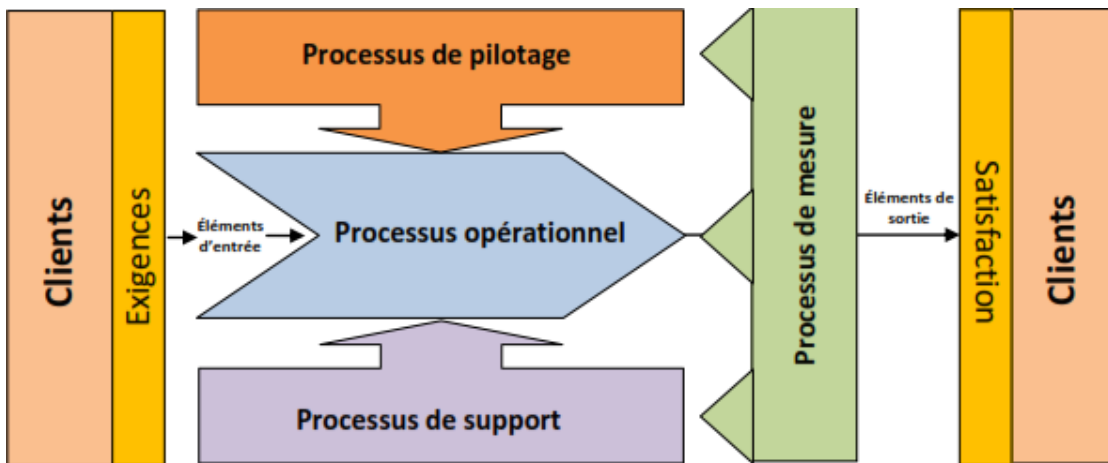 Clients
Exigences
Éléments
d'entrée
Processus de pilotage
Processus opérationnel
Processus de support
Processus de mesure
Éléments de
sortie
Satisfaction
Clients